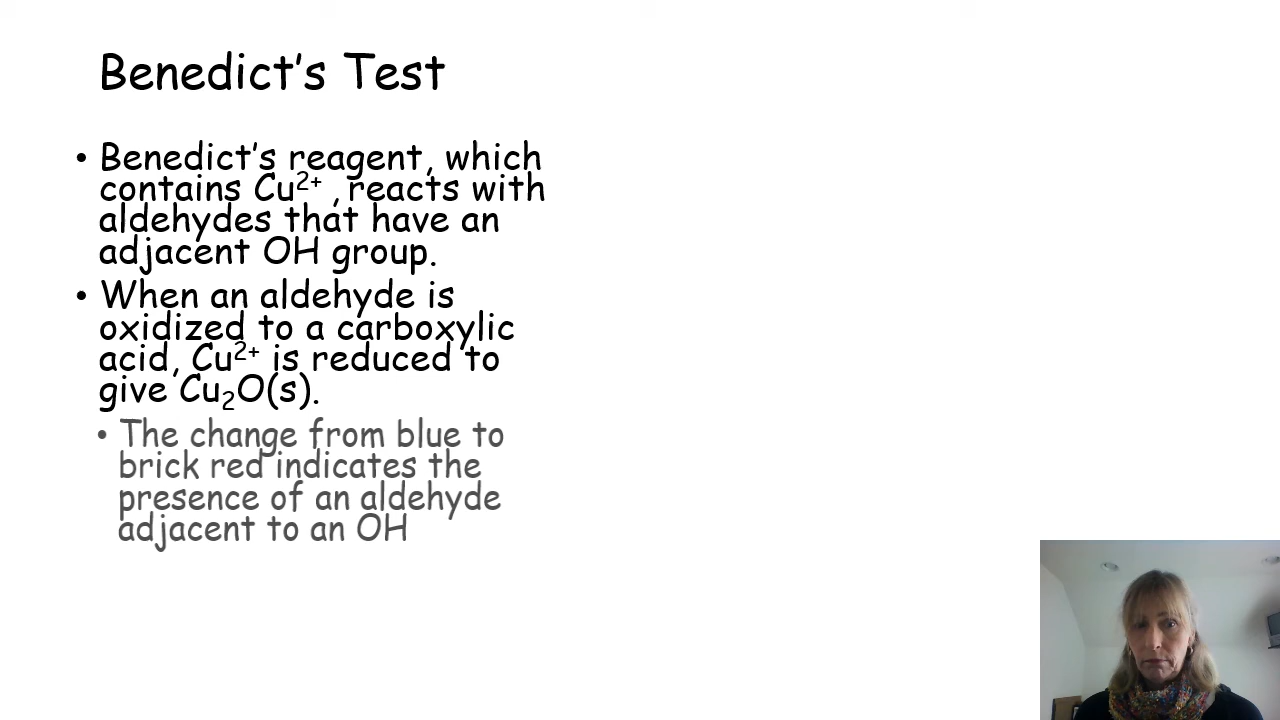 Benedict's Test
• Benedict's reagent, which
contains Cu²⁺ , reacts with
aldehydes that have an
adjacent OH group.
• When an aldehyde is
oxidized to a carboxylic
acid, Cu²⁺ is reduced to
give Cu₂O(s).
• The change from blue to
brick red indicates the
presence of an aldehyde
adjacent to an OH